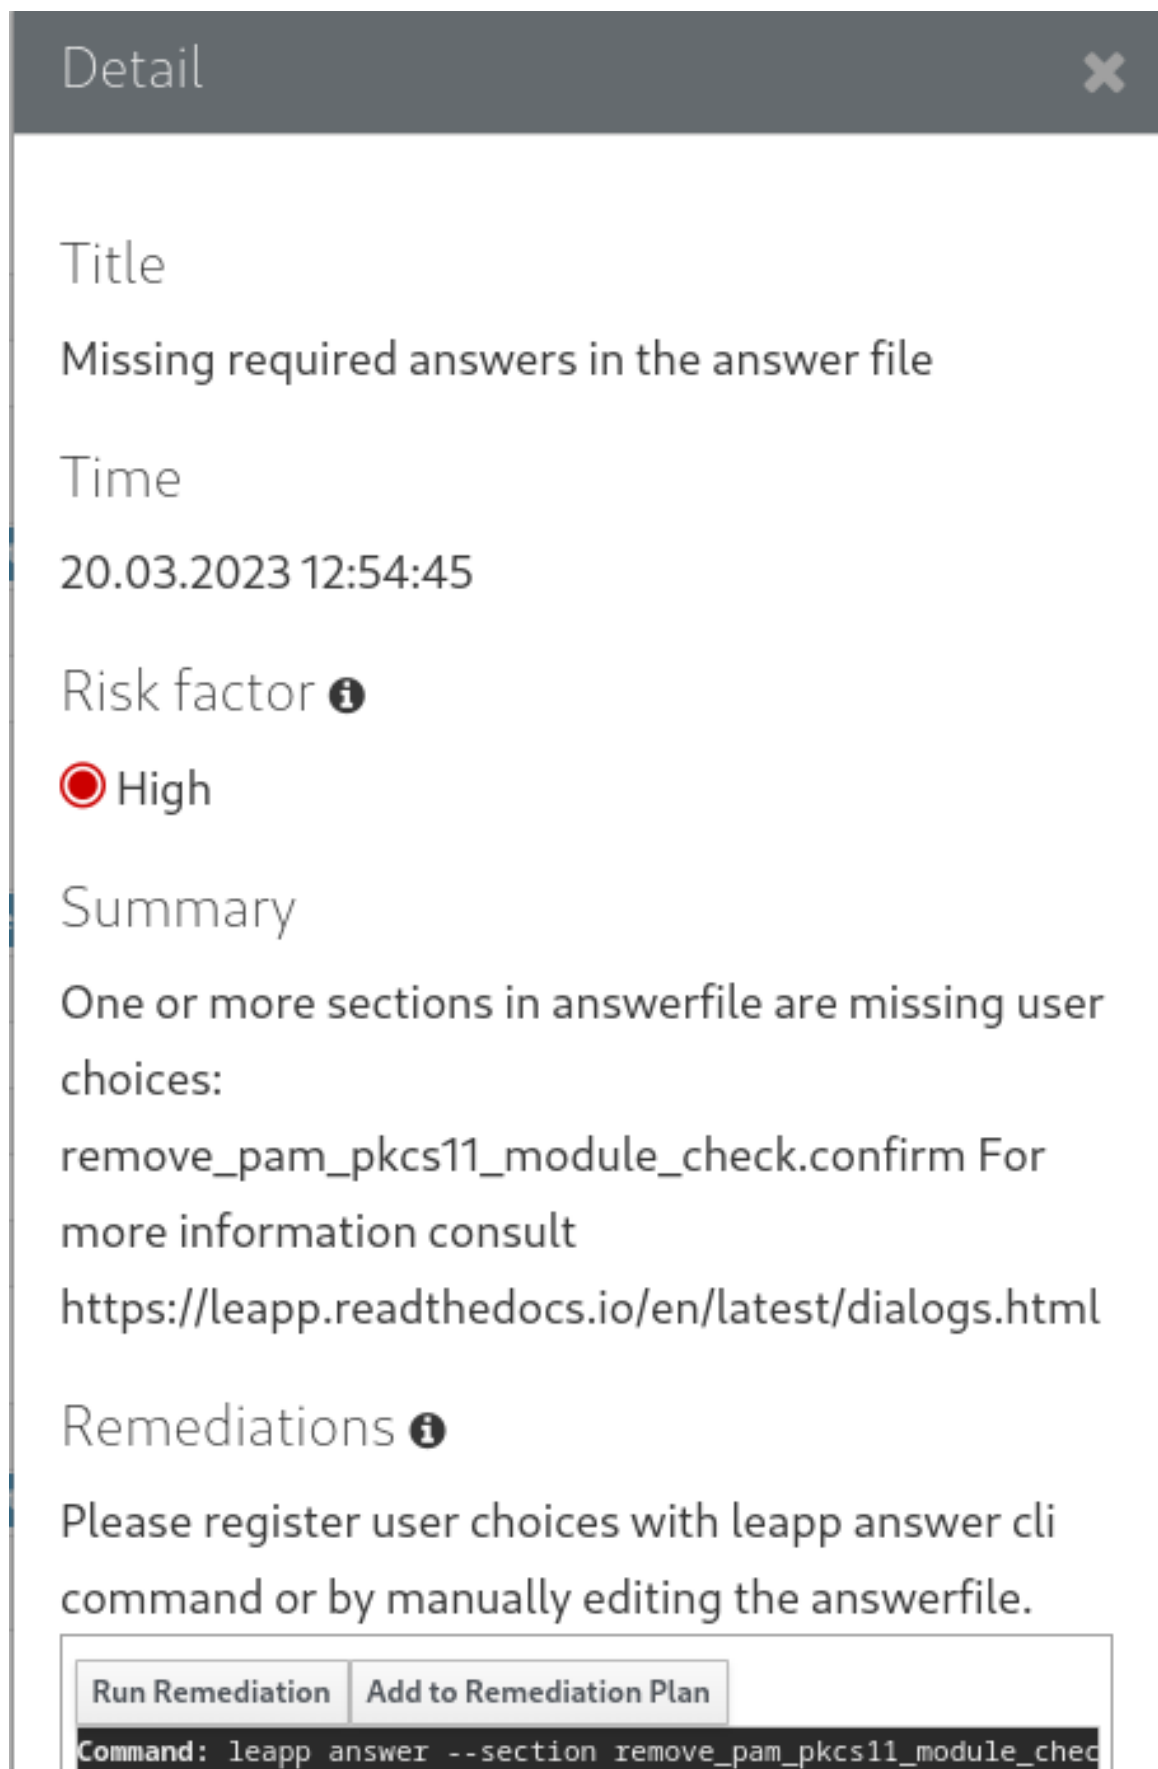 Detail
Title
Missing required answers in the answer file
Time
20.03.2023 12:54:45
Risk factor
High
Summary
One or more sections in answerfile are missing user
choices:
remove_pam_pkcs11_module_check.confirm For
more information consult
https://leapp.readthedocs.io/en/latest/dialogs.html
Remediations
Please register user choices with leapp answer cli
command or by manually editing the answerfile.
Run Remediation Add to Remediation Plan
Command: leapp answer --section remove_pam_pkcs11_module_chec